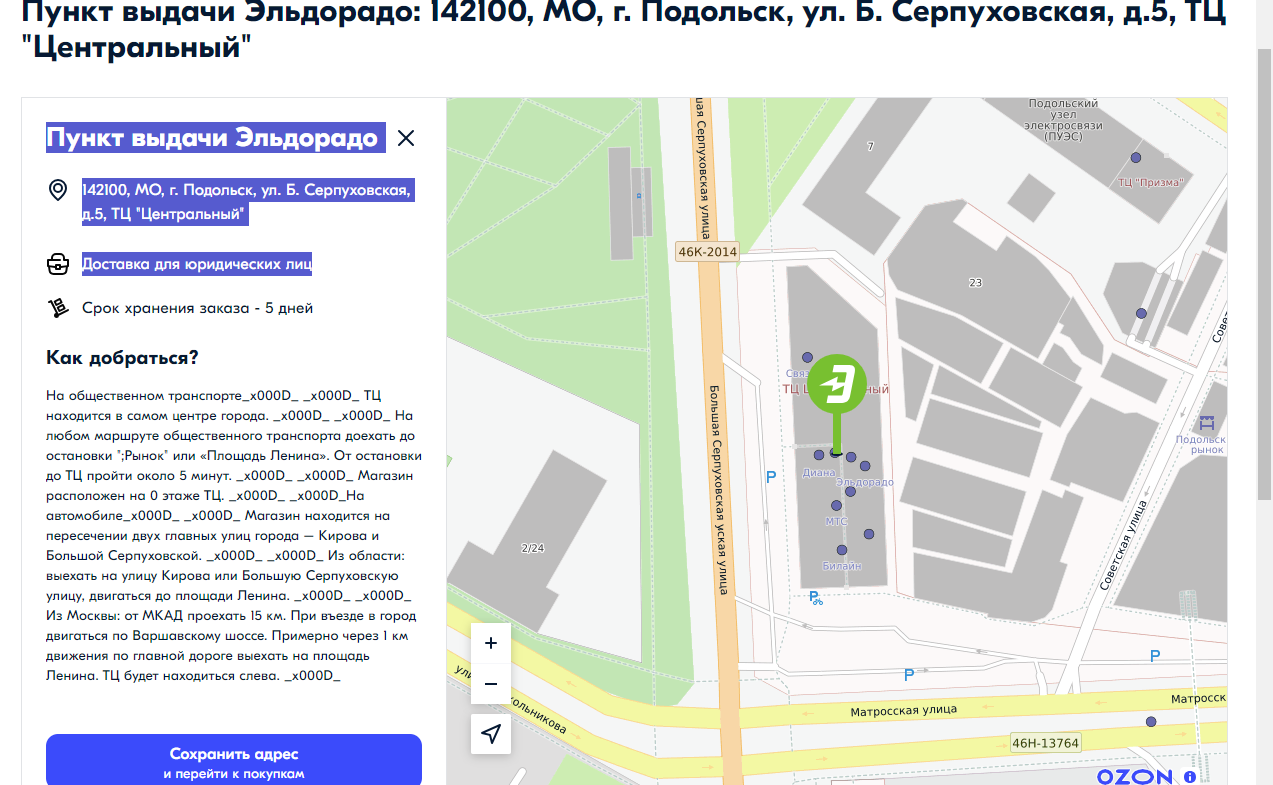 Пункт выдачи Эльдорадо: 142100, МО, г. Подольск, ул. Б. Серпуховская, д.5, ТЦ
"Центральный"
Пункт выдачи Эльдорадо
142100, МО, г. Подольск, ул. Б. Серпуховская,
д.5, ТЦ "Центральный"
Доставка для юридических лиц
Срок хранения заказа - 5 дней
Как добраться?
На общественном транспорте_x000D_ _x000D_ ТЦ
находится в самом центре города. _x000D_ _x000D_ На
любом маршруте общественного транспорта доехать до
остановки ";Рынок" или «Площадь Ленина». От остановки
до ТЦ пройти около 5 минут. _x000D_ _x000D_ Магазин
расположен на 0 этаже ТЦ. _x000D_ _x000D_На
автомобиле_x000D_ _x000D_ Магазин находится на
пересечении двух главных улиц города — Кирова и
Большой Серпуховской. _x000D_ _x000D_ Из области:
выехать на улицу Кирова или Большую Серпуховскую
улицу, двигаться до площади Ленина. _x000D_ _x000D_
Из Москвы: от МКАД проехать 15 км. При въезде в город
двигаться по Варшавскому шоссе. Примерно через 1 км
движения по главной дороге выехать на площадь
Ленина. ТЦ будет находиться слева. _x000D_
Сохранить адрес
и перейти к покупкам
шая Серпуховская улица
Подольский
узел
электросвязи
(ПУЭС)
7
ТЦ "Призма"
46К-2014
23
Сове
Связ
ТЦ Ц ный
Большая Серпуховская уская улица
Подольск
рынок
Диана
Эльдорадо
P
МТС
2/24
Билайн
Советская улица
P
P
P
+
−
ули
кольникова
Матросская улица
Матросск
46Н-13764
OZON i